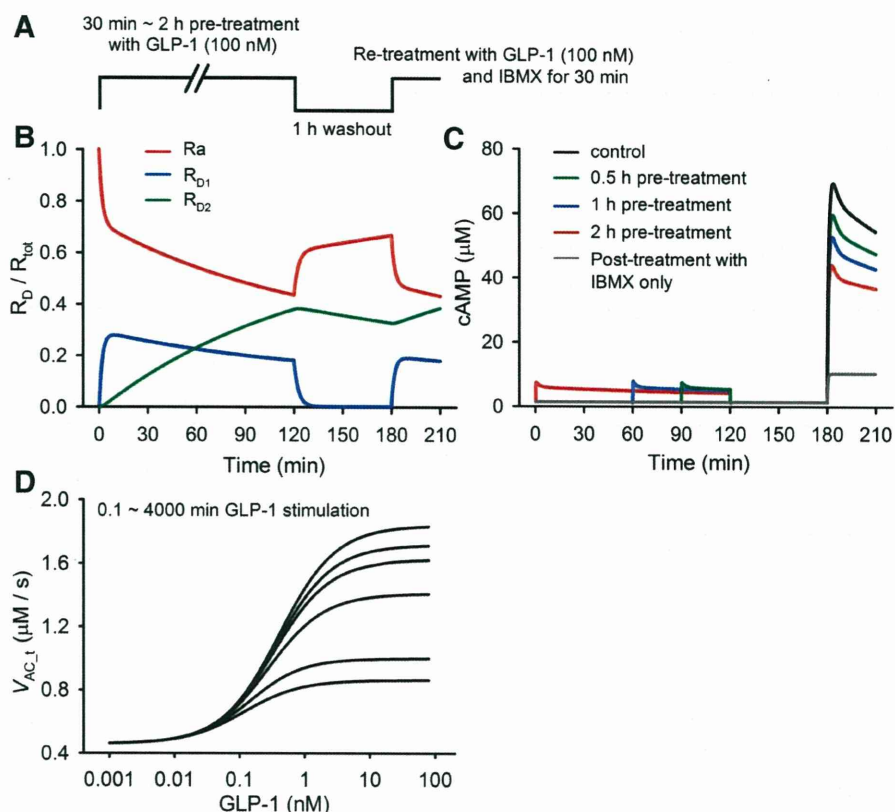 A
30 min ~ 2 h pre-treatment
with GLP-1 (100 nM)
Re-treatment with GLP-1 (100 nM)
and IBMX for 30 min
1 h washout
B
Ra
R_D1
R_D2
R_D / R_tot
1.0
0.8
0.6
0.4
0.2
0.0
0 30 60 90 120 150 180 210
Time (min)
C
control
0.5 h pre-treatment
1 h pre-treatment
2 h pre-treatment
Post-treatment with
IBMX only
cAMP (µM)
80
60
40
20
0
0 30 60 90 120 150 180 210
Time (min)
D
0.1 ~ 4000 min GLP-1 stimulation
V_AC_t (µM / s)
2.0
1.6
1.2
0.8
0.4
0.001 0.01 0.1 1 10 100
GLP-1 (nM)